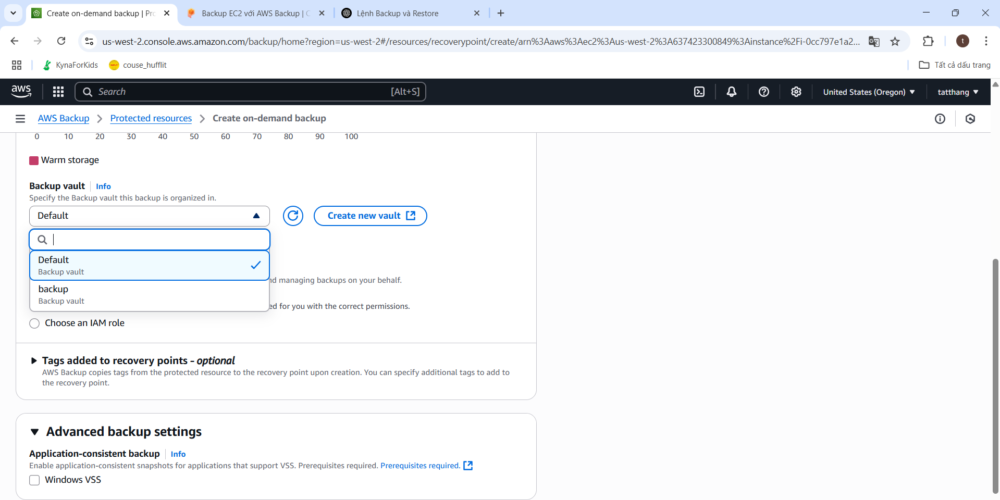 Create on-demand backup | Pro
Backup EC2 với AWS Backup | C
Lệnh Backup và Restore
us-west-2.console.aws.amazon.com/backup/home?region=us-west-2#/resources/recoverypoint/create/arn%3Aaws%3Aec2%3Aus-west-2%3A637423300849%3Ainstance%2Fi-0cc797e1a2...
t
KynaForKids
couse_hufflit
Tất cả dấu trang
aws
Search
[Alt+S]
United States (Oregon)
tatthang
AWS Backup
Protected resources
Create on-demand backup
0 10 20 30 40 50 60 70 80 90 100
Warm storage
Backup vault
Info
Specify the Backup vault this backup is organized in.
Default
Create new vault
Default
Backup vault
nd managing backups on your behalf.
backup
Backup vault
ed for you with the correct permissions.
Choose an IAM role
Tags added to recovery points - optional
AWS Backup copies tags from the protected resource to the recovery point upon creation. You can specify additional tags to add to
the recovery point.
Advanced backup settings
Application-consistent backup
Info
Enable application-consistent snapshots for applications that support VSS. Prerequisites required. Prerequisites required.
Windows VSS